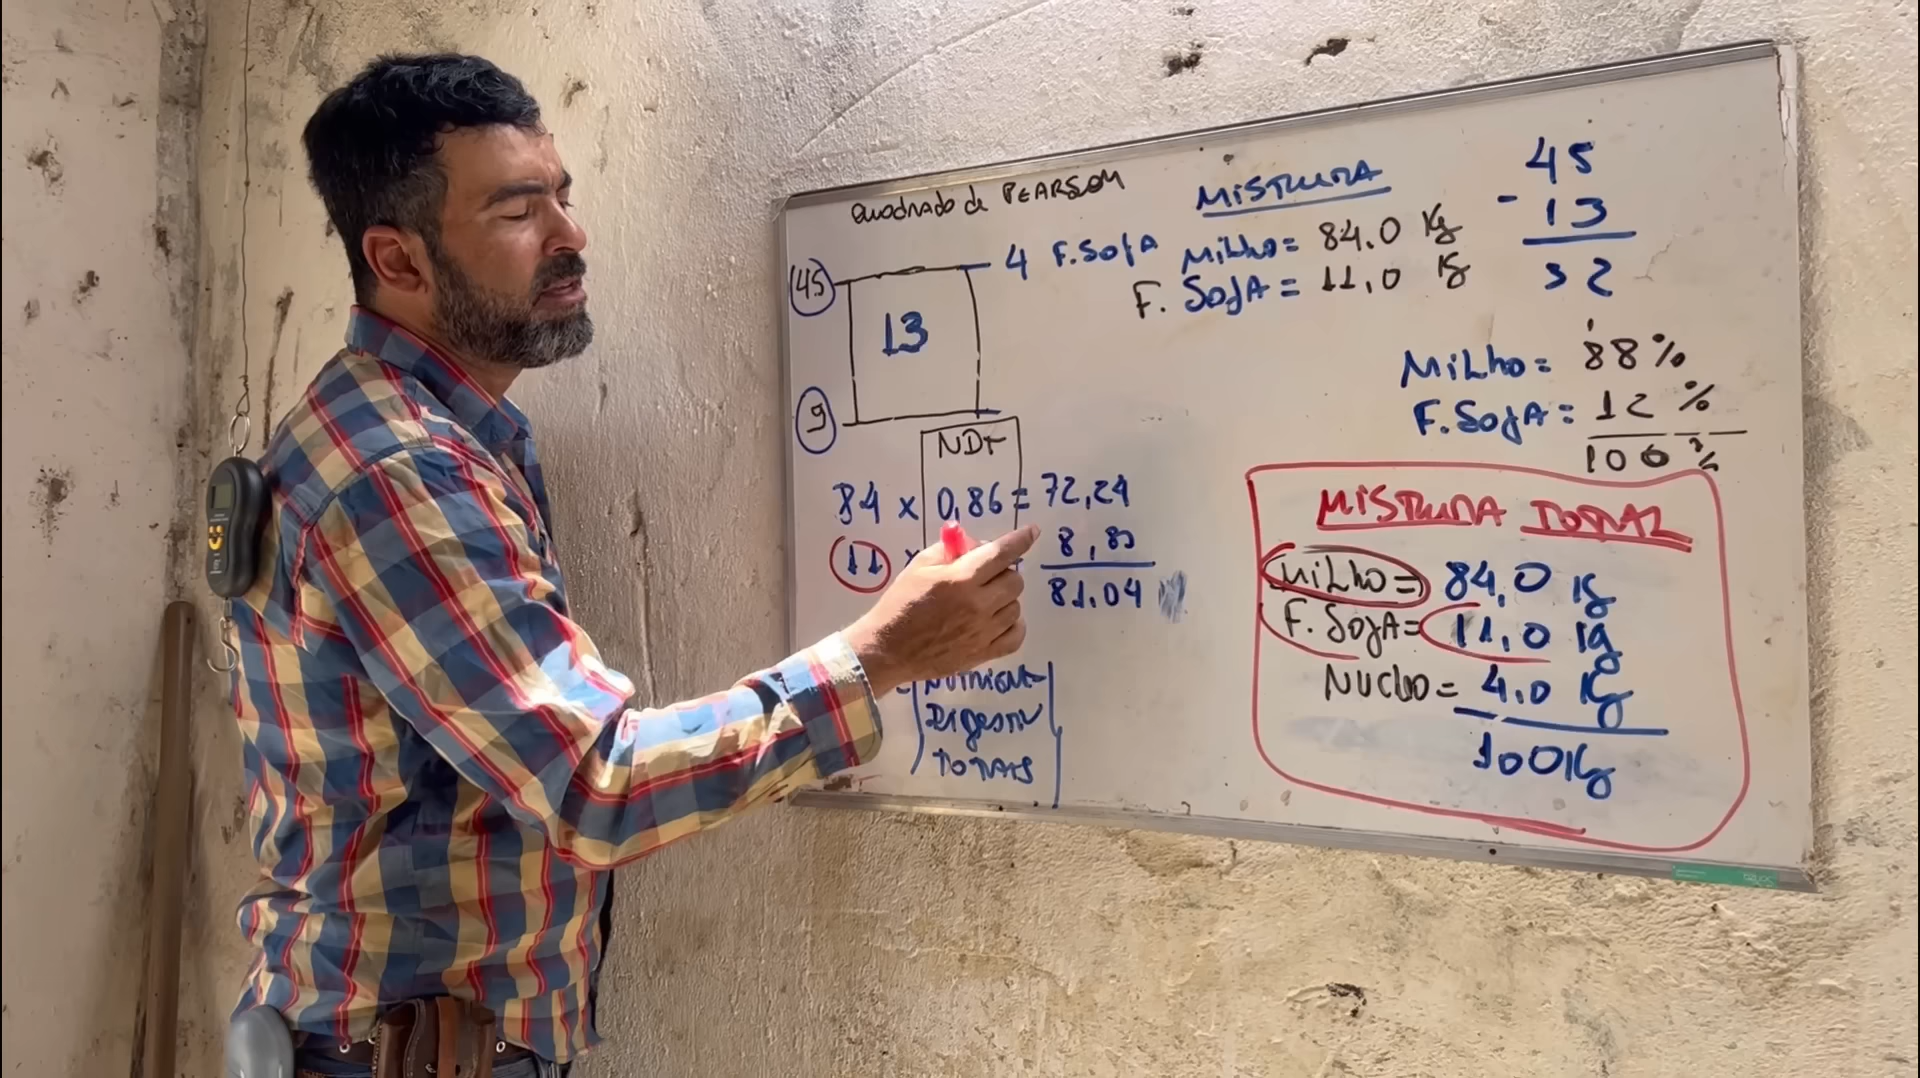 Quadrado de PEARSOM
45
4 F. SOJA
13
9
NDT
84 x 0,86 = 72,24
11 x
8,80
81,04
NUTRIENT
DIGESTIV
TOTAIS
MISTURA
Milho = 84,0 Kg
F. SOJA = 11,0 Kg
45
- 13
32
Milho = 88%
F. SOJA = 12 %
100 %
MISTURA TOTAL
Milho = 84,0 Kg
F. SOJA = 11,0 Kg
NUCLEO = 4,0 Kg
100Kg